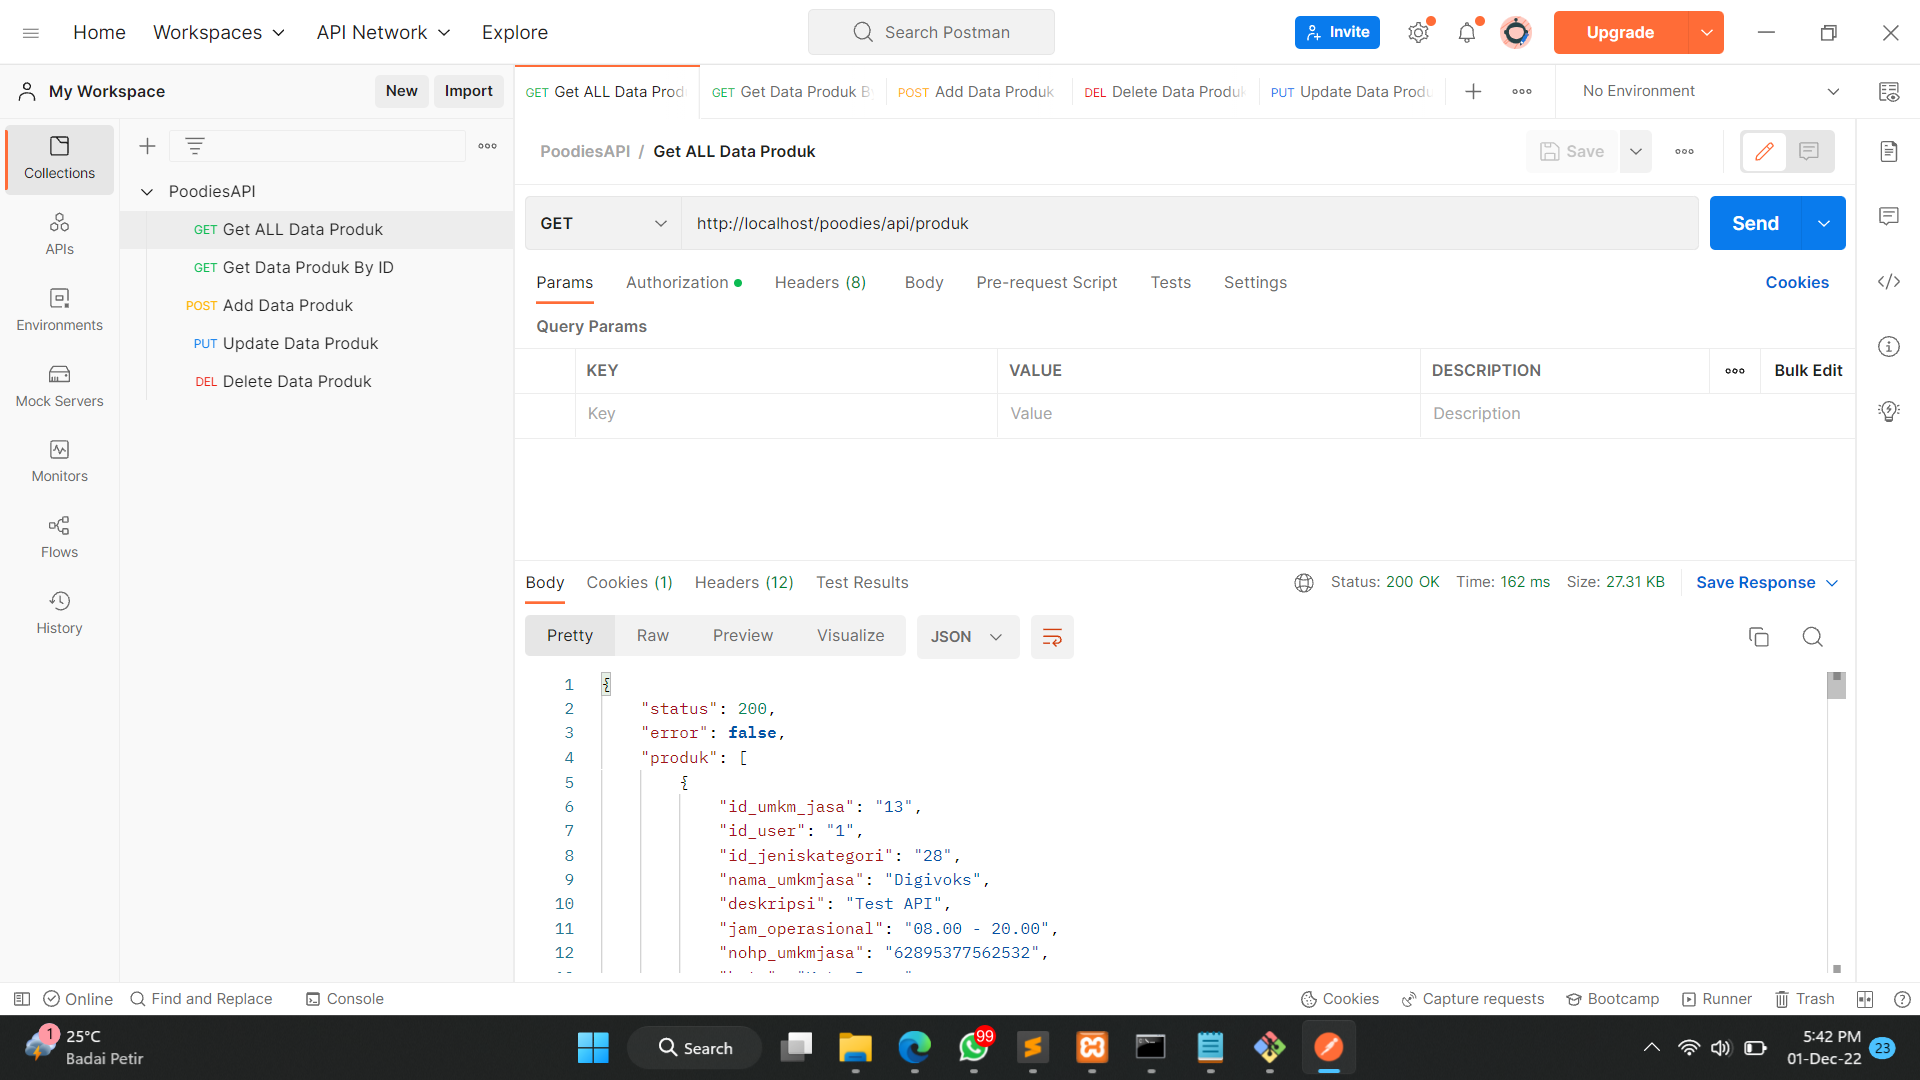 Home Workspaces API Network Explore Search Postman Invite Upgrade
My Workspace New Import
GET Get ALL Data Prod GET Get Data Produk B POST Add Data Produk DEL Delete Data Produk PUT Update Data Produ No Environment
Collections
APIs
Environments
Mock Servers
Monitors
Flows
History
PoodiesAPI
GET Get ALL Data Produk
GET Get Data Produk By ID
POST Add Data Produk
PUT Update Data Produk
DEL Delete Data Produk
PoodiesAPI / Get ALL Data Produk Save
GET http://localhost/poodies/api/produk Send
Params Authorization Headers (8) Body Pre-request Script Tests Settings Cookies
Query Params
KEY VALUE DESCRIPTION Bulk Edit
Key Value Description
Body Cookies (1) Headers (12) Test Results Status: 200 OK Time: 162 ms Size: 27.31 KB Save Response
Pretty Raw Preview Visualize JSON
1 {
2 "status": 200,
3 "error": false,
4 "produk": [
5 {
6 "id_umkm_jasa": "13",
7 "id_user": "1",
8 "id_jeniskategori": "28",
9 "nama_umkmjasa": "Digivoks",
10 "deskripsi": "Test API",
11 "jam_operasional": "08.00 - 20.00",
12 "nohp_umkmjasa": "62895377562532",
Online Find and Replace Console Cookies Capture requests Bootcamp Runner Trash
1 25°C
Badai Petir
Search
99
5:42 PM
01-Dec-22 23